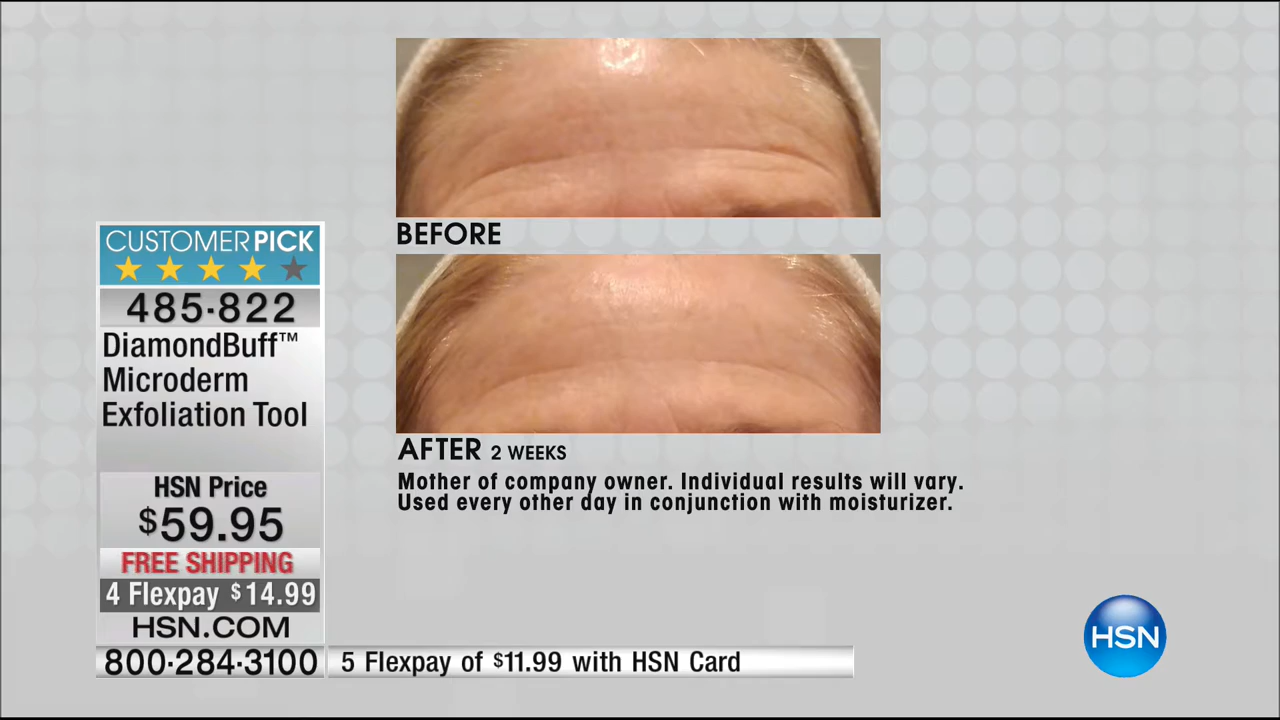 BEFORE
AFTER 2 WEEKS
Mother of company owner. Individual results will vary.
Used every other day in conjunction with moisturizer.
CUSTOMERPICK
485·822
DiamondBuff™
Microderm
Exfoliation Tool
HSN Price
$59.95
FREE SHIPPING
4 Flexpay $14.99
HSN.COM
800·284·3100
5 Flexpay of $11.99 with HSN Card
HSN